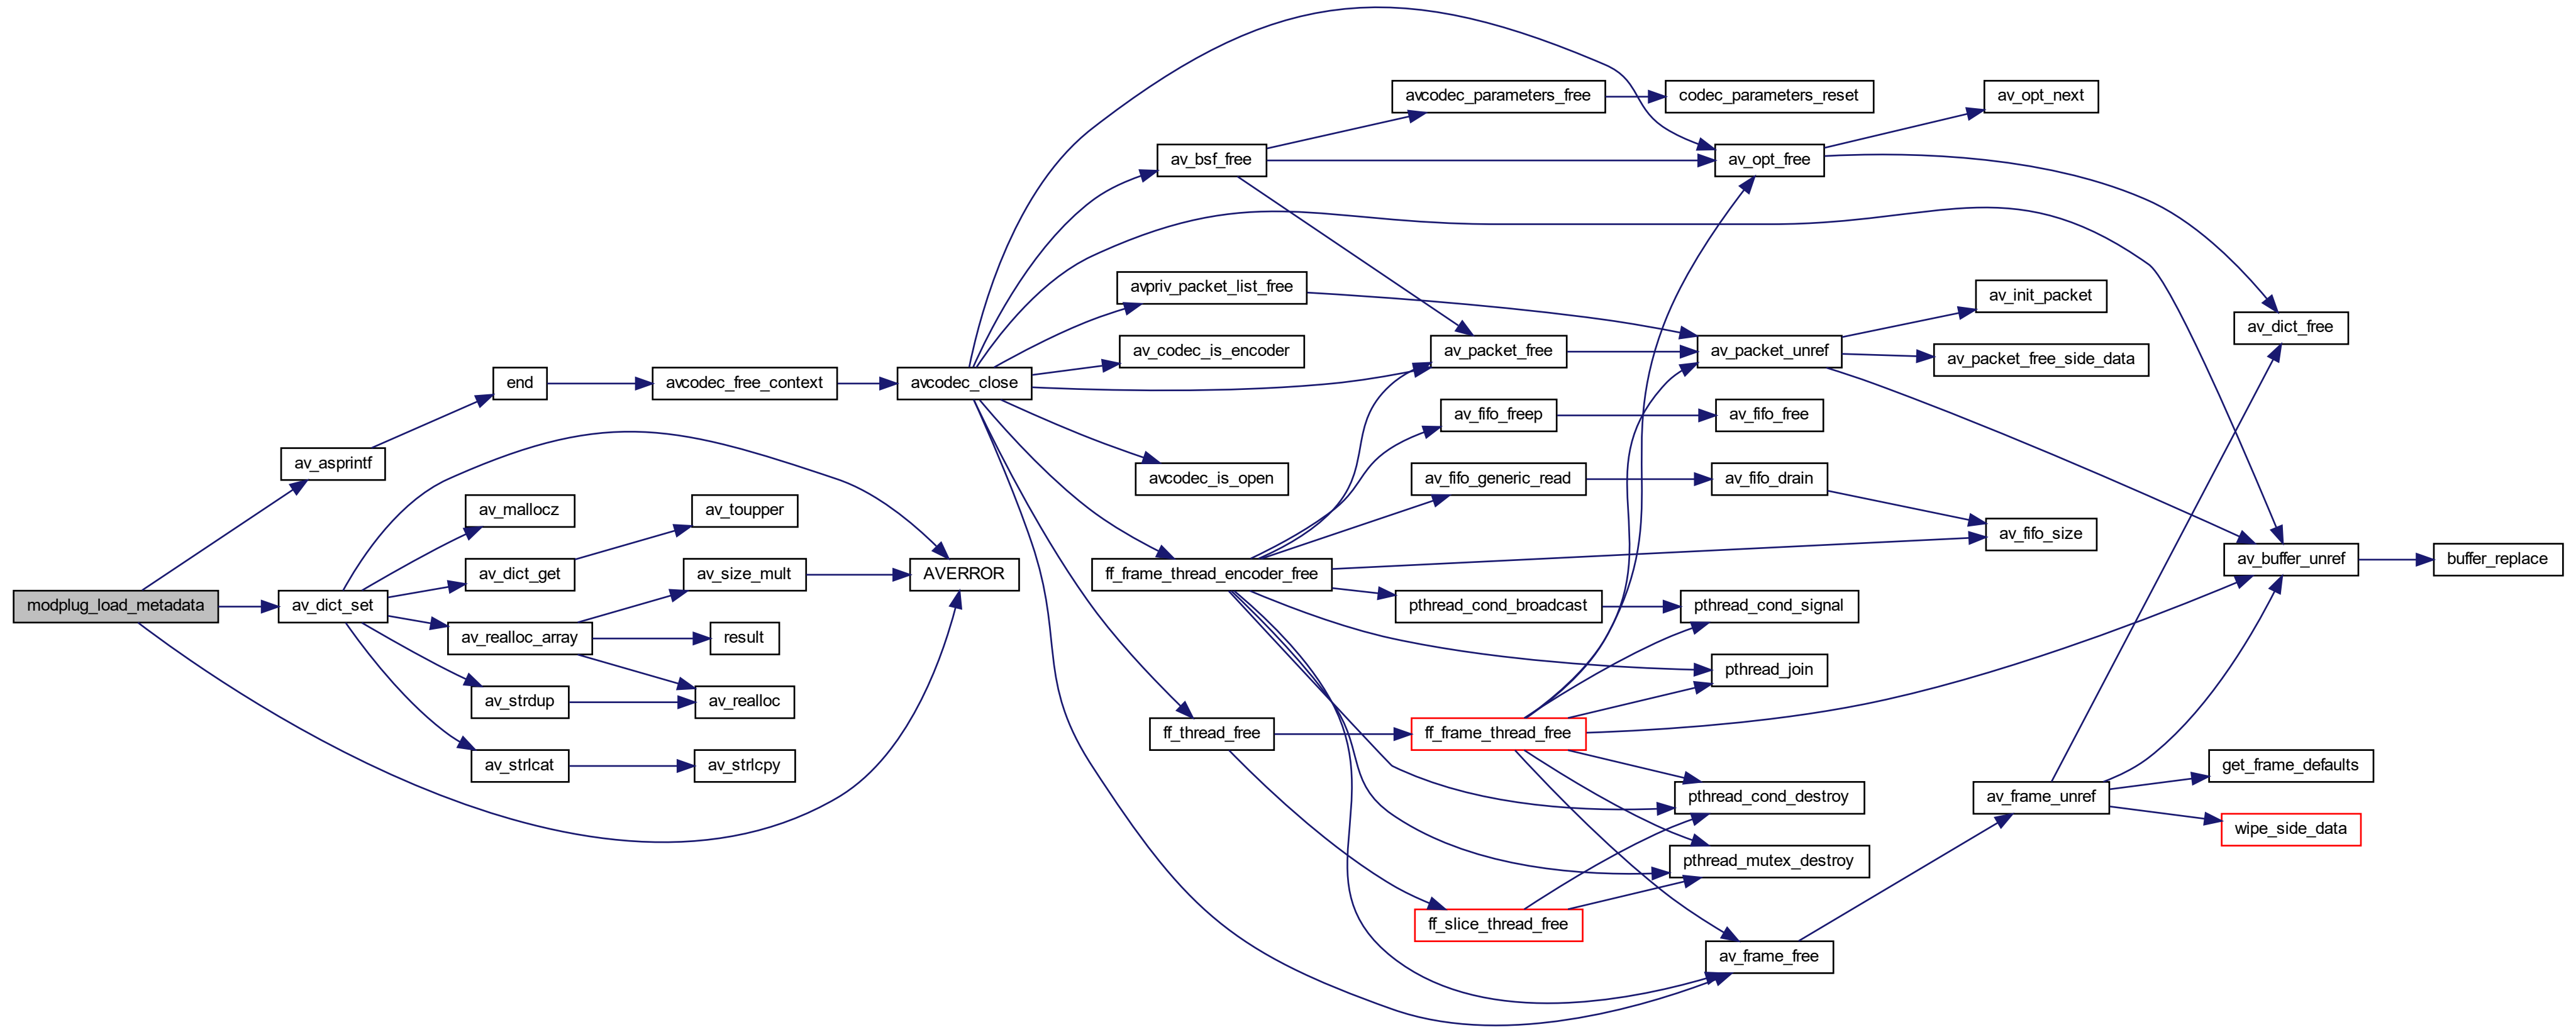 modplug_load_metadata
av_asprintf
av_dict_set
end
av_mallocz
av_dict_get
av_realloc_array
av_strdup
av_strlcat
avcodec_free_context
av_toupper
av_size_mult
result
av_realloc
av_strlcpy
avcodec_close
AVERROR
av_bsf_free
avpriv_packet_list_free
av_codec_is_encoder
avcodec_is_open
ff_frame_thread_encoder_free
ff_thread_free
avcodec_parameters_free
av_packet_free
av_fifo_freep
av_fifo_generic_read
pthread_cond_broadcast
ff_frame_thread_free
ff_slice_thread_free
codec_parameters_reset
av_opt_free
av_packet_unref
av_fifo_free
av_fifo_drain
pthread_cond_signal
pthread_join
pthread_cond_destroy
pthread_mutex_destroy
av_frame_free
av_opt_next
av_init_packet
av_packet_free_side_data
av_fifo_size
av_frame_unref
av_dict_free
av_buffer_unref
get_frame_defaults
wipe_side_data
buffer_replace